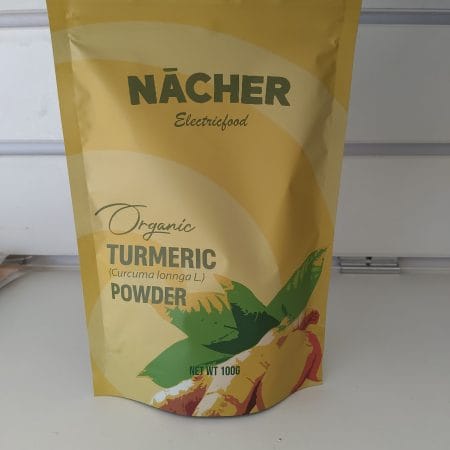 NĀCHER
Electricfood
Organic
TURMERIC
(Curcuma lonnga L.)
POWDER
NET WT 100G